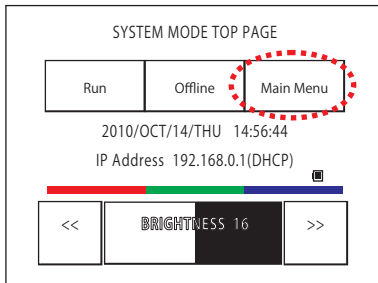 SYSTEM MODE TOP PAGE
Run Offline Main Menu
2010/OCT/14/THU 14:56:44
IP Address 192.168.0.1(DHCP)
<< BRIGHTNESS 16 >>